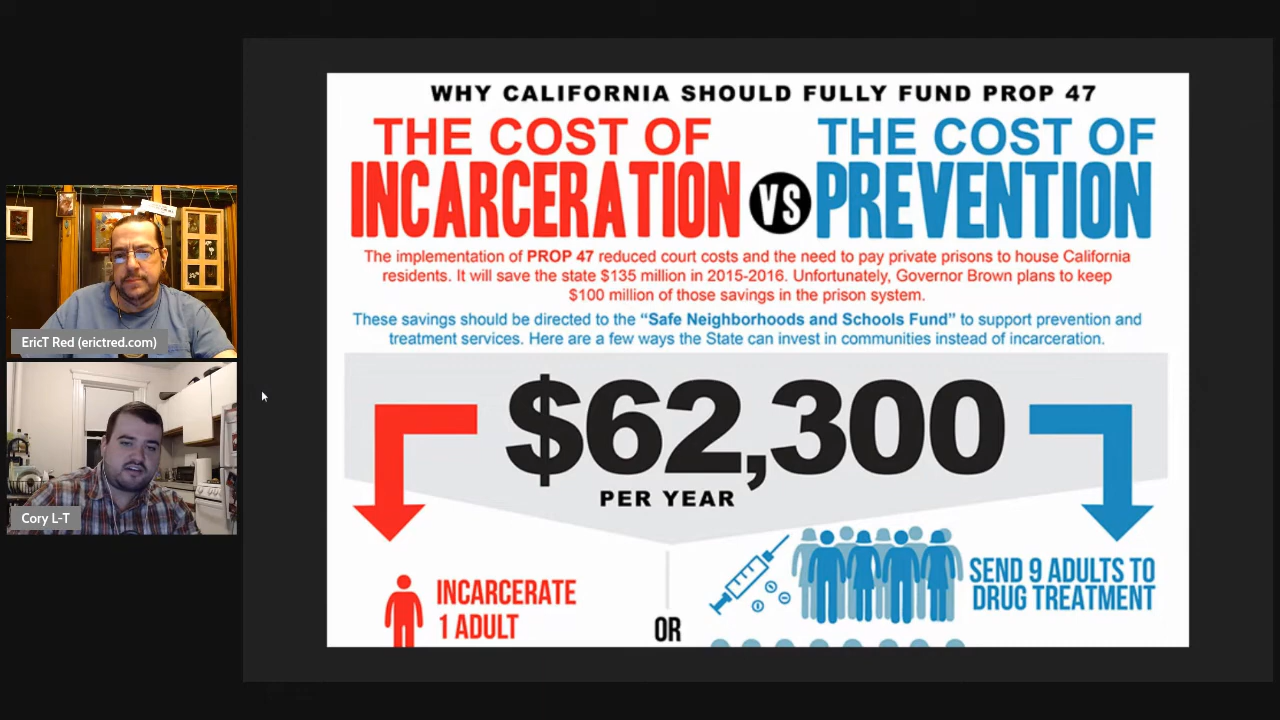 WHY CALIFORNIA SHOULD FULLY FUND PROP 47
THE COST OF
INCARCERATION
VS
THE COST OF
PREVENTION
The implementation of PROP 47 reduced court costs and the need to pay private prisons to house California
residents. It will save the state $135 million in 2015-2016. Unfortunately, Governor Brown plans to keep
$100 million of those savings in the prison system.
These savings should be directed to the “Safe Neighborhoods and Schools Fund” to support prevention and
treatment services. Here are a few ways the State can invest in communities instead of incarceration.
$62,300
PER YEAR
INCARCERATE
1 ADULT
OR
SEND 9 ADULTS TO
DRUG TREATMENT
EricT Red (erictred.com)
Cory L-T